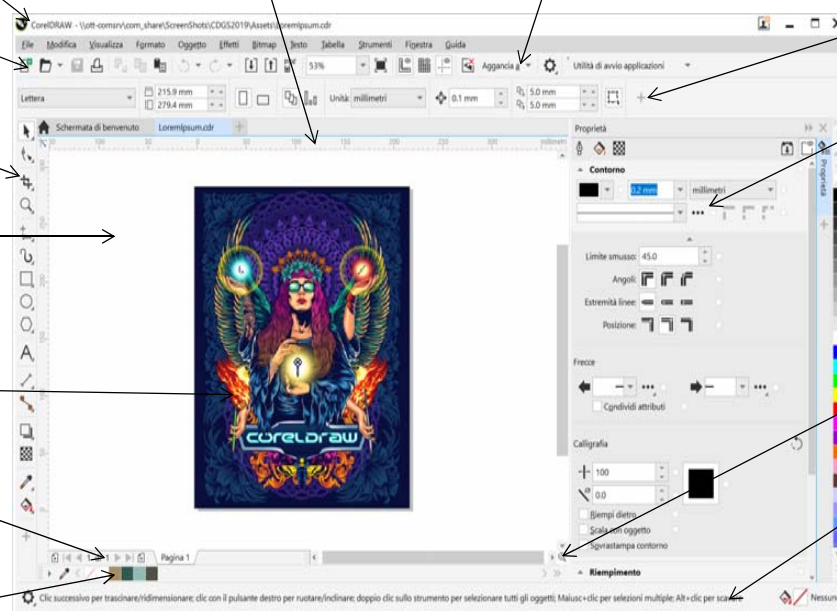 CorelDRAW - \\ott-comsrv\com_share\ScreenShots\CDGS2019\Assets\LoremIpsum.cdr
File Modifica Visualizza Formato Oggetto Effetti Bitmap Testo Tabella Strumenti Finestra Guida
53% Aggancia a Utilità di avvio applicazioni
Lettera 215.9 mm 279.4 mm Unità: millimetri 0.1 mm 5.0 mm 5.0 mm
Schermata di benvenuto LoremIpsum.cdr
millimetri
Proprietà
Proprietà
Contorno
0.2 mm millimetri
Limite smusso: 45.0
Angoli:
Estremità linee:
Posizione:
Frecce
Condividi attributi
Calligrafia
100
0.0
Riempi dietro
Scala con oggetto
Sovrastampa contorno
Riempimento
CORELDRAW
Pagina 1
Clic successivo per trascinare/ridimensionare; clic con il pulsante destro per ruotare/inclinare; doppio clic sullo strumento per selezionare tutti gli oggetti; Maiusc+clic per selezioni multiple; Alt+clic per scavare